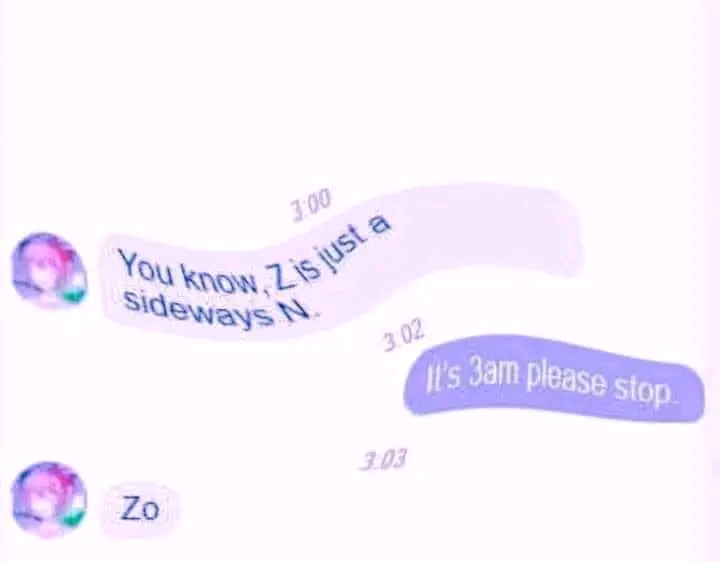 3:00
You know, Z is just a
sideways N.
3.02
It's 3am please stop.
3.03
Zo